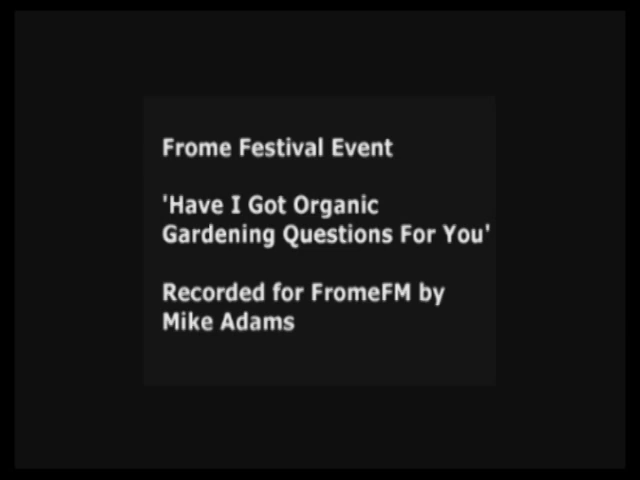 Frome Festival Event
'Have I Got Organic
Gardening Questions For You'
Recorded for FromeFM by
Mike Adams